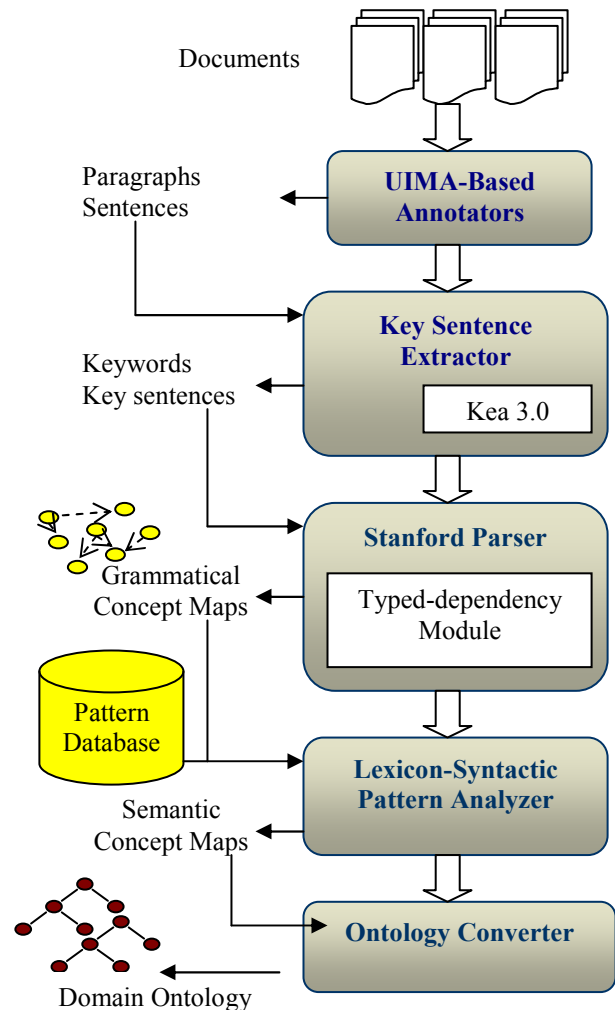 Documents
UIMA-Based
Annotators
Paragraphs
Sentences
Key Sentence
Extractor
Kea 3.0
Keywords
Key sentences
Stanford Parser
Typed-dependency
Module
Grammatical
Concept Maps
Pattern
Database
Lexicon-Syntactic
Pattern Analyzer
Semantic
Concept Maps
Ontology Converter
Domain Ontology